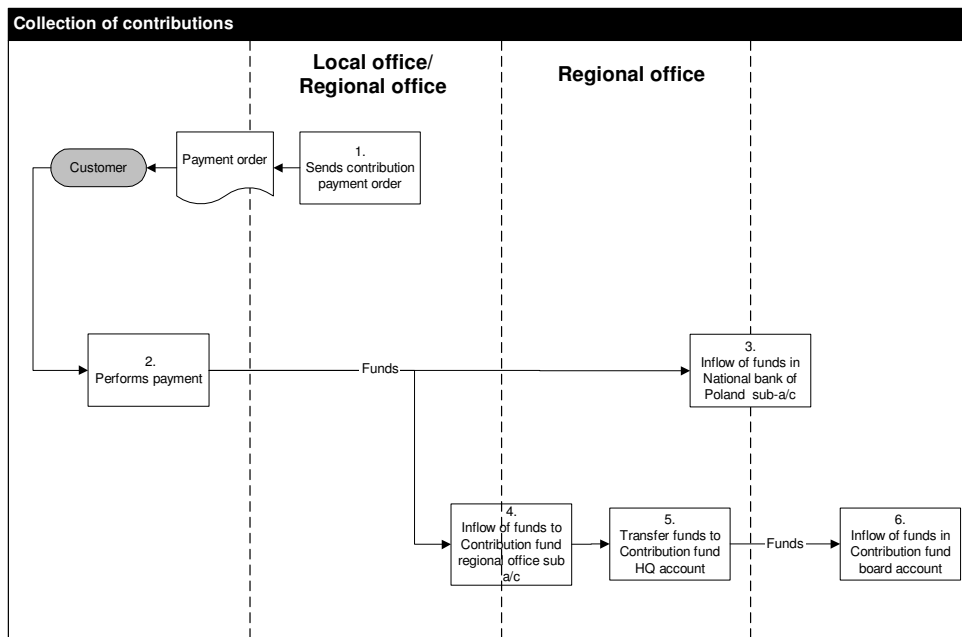 Collection of contributions
Local office/
Regional office
Regional office
Customer
Payment order
1.
Sends contribution
payment order
2.
Performs payment
Funds
3.
Inflow of funds in
National bank of
Poland sub-a/c
4.
Inflow of funds to
Contribution fund
regional office sub
a/c
5.
Transfer funds to
Contribution fund
HQ account
Funds
6.
Inflow of funds in
Contribution fund
board account